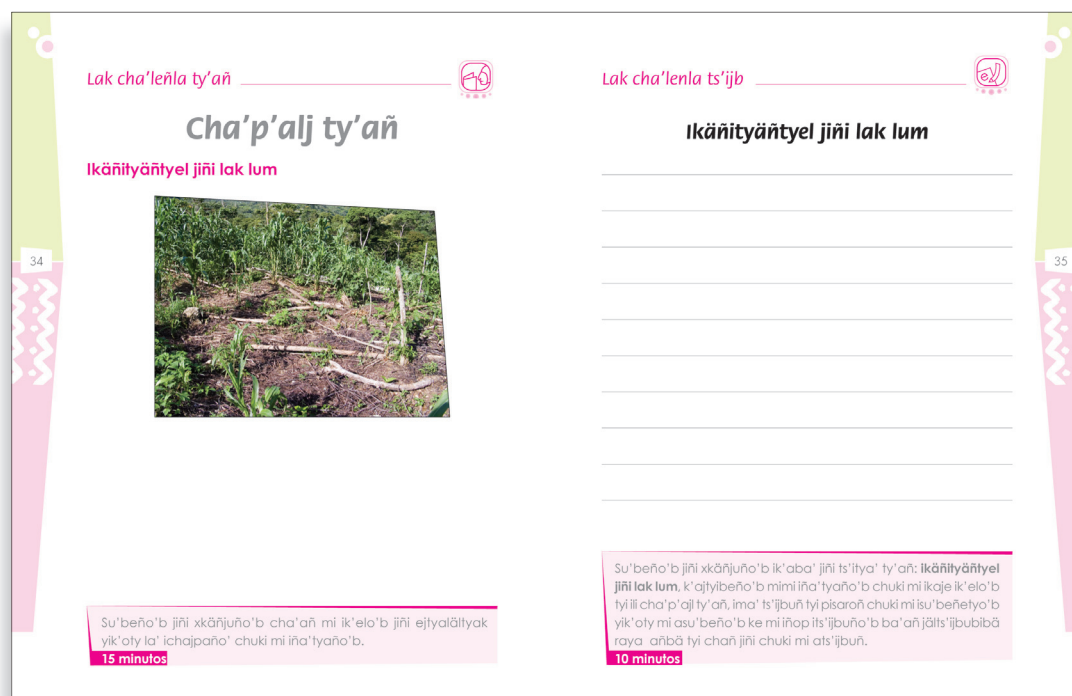 Lak cha'leñla ty'añ
Cha'p'alj ty'añ
Ikäñityäñtyel jiñi lak lum
34
Su'beño'b jiñi xkäñjuño'b cha'añ mi ik'elo'b jiñi ejtyalältyak
yik'oty la' ichajpaño' chuki mi iña'tyaño'b.
15 minutos
Lak cha'lenla ts'ijb
Ikäñityäñtyel jiñi lak lum
35
Su'beño'b jiñi xkäñjuño'b ik'aba' jiñi ts'itya' ty'añ: ikäñityäñtyel
jiñi lak lum, k'ajtyibeño'b mimi iña'tyaño'b chuki mi ikaje ik'elo'b
tyi ili cha'p'ajl ty'añ, ima' ts'ijbuñ tyi pisaroñ chuki mi isu'beñetyo'b
yik'oty mi asu'beño'b ke mi iñop its'ijbuño'b ba'añ jälts'ijbubibä
raya añbä tyi chañ jiñi chuki mi ats'ijbuñ.
10 minutos